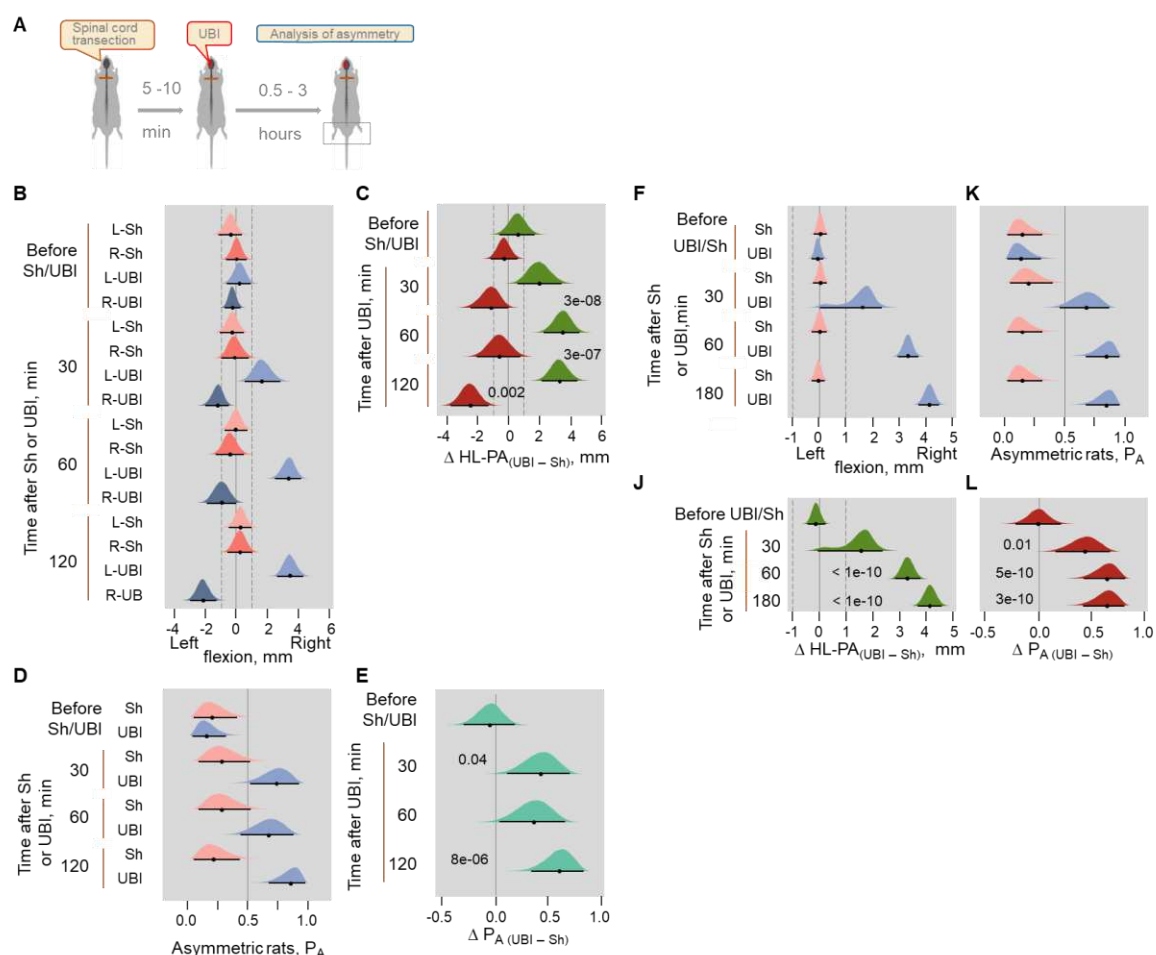 A
Spinal cord
transection
UBI
Analysis of asymmetry
5 -10
min
0.5 - 3
hours
B
Before
Sh/UBI
L-Sh
R-Sh
L-UBI
R-UBI
Time after Sh or UBI, min
30
L-Sh
R-Sh
L-UBI
R-UBI
60
L-Sh
R-Sh
L-UBI
R-UBI
120
L-Sh
R-Sh
L-UBI
R-UB
-4 -2 0 2 4 6
Left Right
flexion, mm
C
Before
Sh/UBI
Time after UBI, min
30
3e-08
60
3e-07
120
0.002
-4 -2 0 2 4 6
Δ HL-PA(UBI – Sh), mm
F
Before
UBI/Sh
Sh
UBI
Time after Sh
or UBI,min
30
Sh
UBI
60
Sh
UBI
180
Sh
UBI
-1 0 1 2 3 4 5
Left Right
flexion, mm
K
0.0 0.5 1.0
Asymmetric rats, PA
J
Before UBI/Sh
Time after Sh
or UBI, min
30
60
< 1e-10
180
< 1e-10
-1 0 1 2 3 4 5
Δ HL-PA(UBI – Sh), mm
L
0.01
5e-10
3e-10
-0.5 0.0 0.5 1.0
Δ PA (UBI – Sh)
D
Before
Sh/UBI
Sh
UBI
Time after Sh
or UBI, min
30
Sh
UBI
60
Sh
UBI
120
Sh
UBI
0.0 0.5 1.0
Asymmetric rats, PA
E
Before
Sh/UBI
Time after UBI, min
30
0.04
60
120
8e-06
-0.5 0.0 0.5 1.0
Δ PA (UBI – Sh)